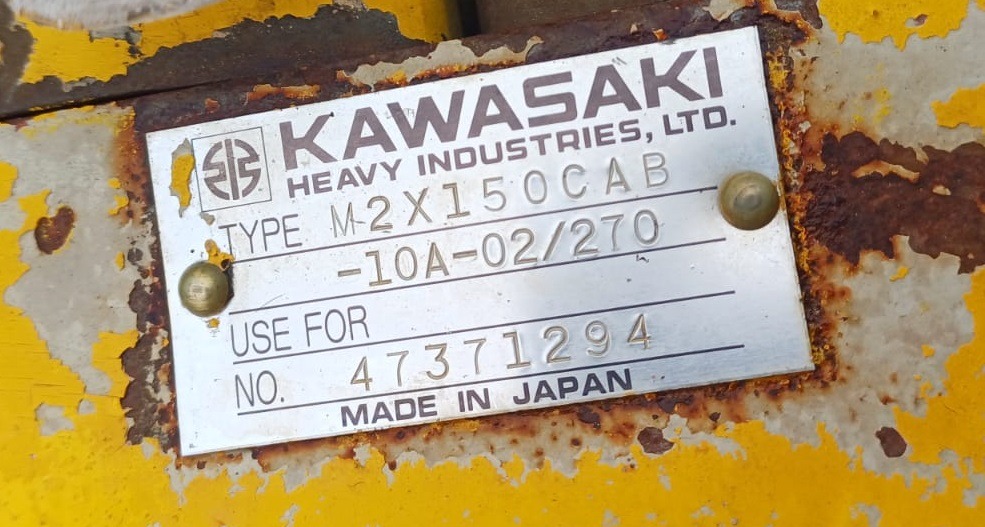 KAWASAKI
HEAVY INDUSTRIES, LTD.
TYPE M2X150CAB
-10A-02/270
USE FOR
NO. 47371294
MADE IN JAPAN